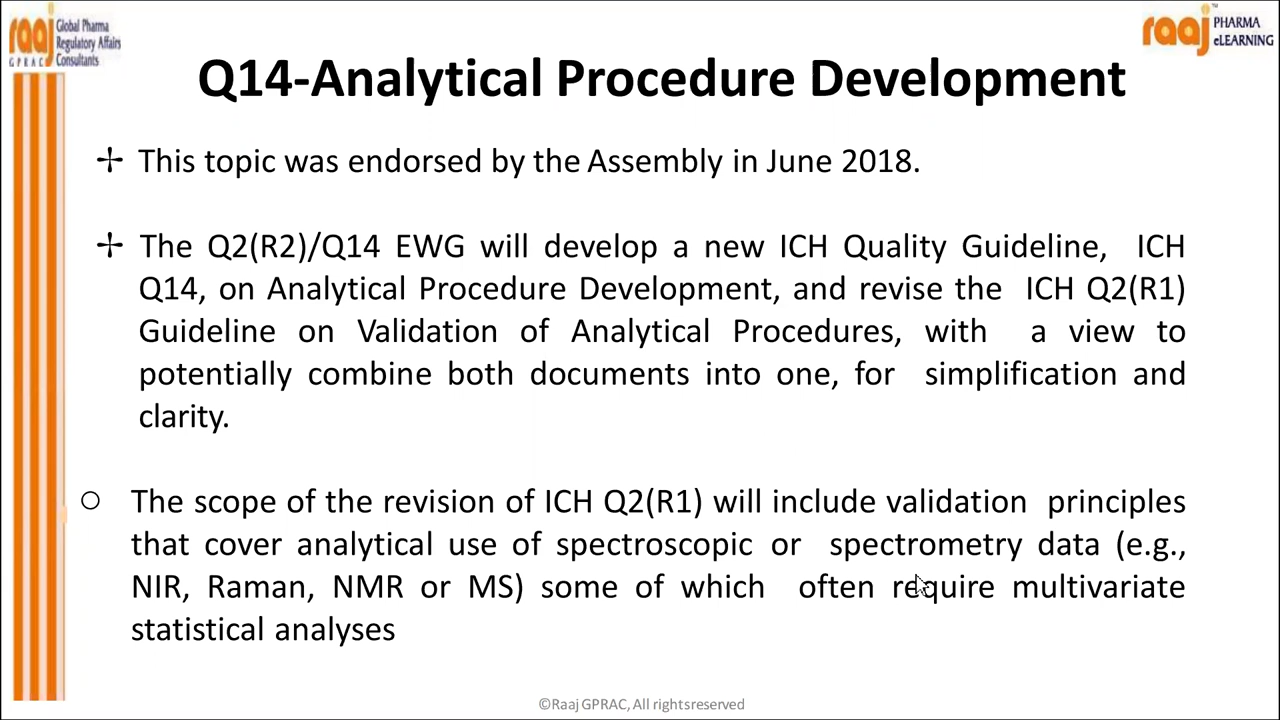 raaj Global Pharma
Regulatory Affairs
GPRAC Consultants
raaj PHARMA
eLEARNING
Q14-Analytical Procedure Development
✢ This topic was endorsed by the Assembly in June 2018.
✢ The Q2(R2)/Q14 EWG will develop a new ICH Quality Guideline, ICH
Q14, on Analytical Procedure Development, and revise the ICH Q2(R1)
Guideline on Validation of Analytical Procedures, with a view to
potentially combine both documents into one, for simplification and
clarity.
○ The scope of the revision of ICH Q2(R1) will include validation principles
that cover analytical use of spectroscopic or spectrometry data (e.g.,
NIR, Raman, NMR or MS) some of which often require multivariate
statistical analyses
©Raaj GPRAC, All rightsreserved